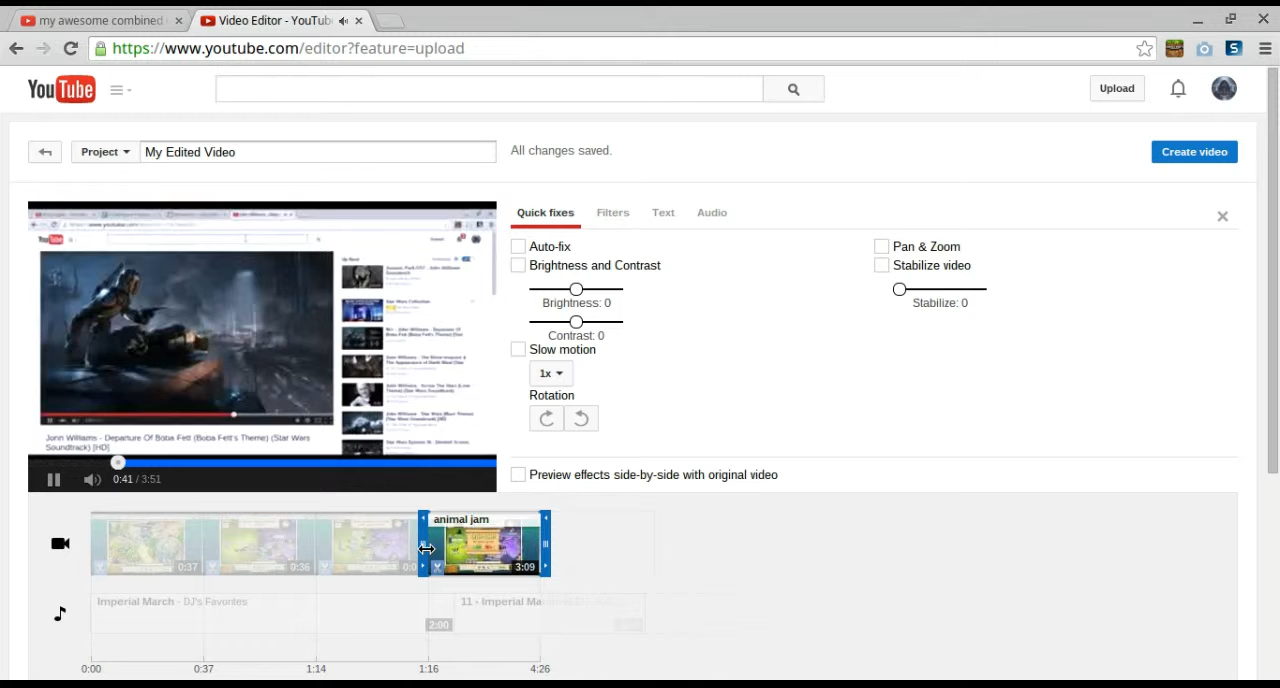 my awesome combined
Video Editor - YouTub
https://www.youtube.com/editor?feature=upload
YouTube
Upload
Project
My Edited Video
All changes saved.
Create video
Quick fixes
Filters
Text
Audio
Auto-fix
Brightness and Contrast
Brightness: 0
Contrast: 0
Slow motion
1x
Rotation
Pan & Zoom
Stabilize video
Stabilize: 0
Preview effects side-by-side with original video
John Williams - Departure Of Boba Fett (Boba Fett's Theme) (Star Wars
Soundtrack) [HD]
0:41 / 3:51
0:37
0:36
animal jam
3:09
Imperial March - DJ's Favorites
2:00
11 - Imperial Ma
0:00
0:37
1:14
1:16
4:26